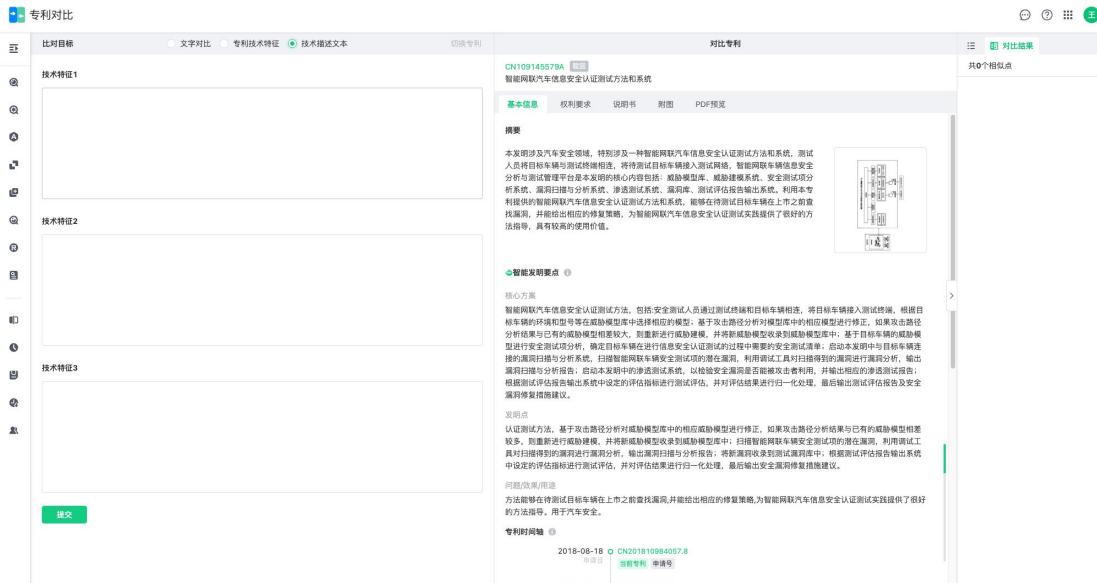 专利对比
王
比对目标
文字对比
专利技术特征
技术描述文本
切换专利
技术特征1
技术特征2
技术特征3
提交
对比专利
CN109145579A 驳回
智能网联汽车信息安全认证测试方法和系统
基本信息
权利要求
说明书
附图
PDF预览
摘要
本发明涉及汽车安全领域，特别涉及一种智能网联汽车信息安全认证测试方法和系统，测试
人员将目标车辆与测试终端相连，将待测试目标车辆接入测试网络，智能网联车辆信息安全
分析与测试管理平台是本发明的核心内容包括：威胁模型库、威胁建模系统、安全测试项分
析系统、漏洞扫描与分析系统、渗透测试系统、漏洞库、测试评估报告输出系统。利用本专
利提供的智能网联汽车信息安全认证测试方法和系统，能够在待测试目标车辆在上市之前查
找漏洞，并能给出相应的修复策略，为智能网联汽车信息安全认证测试实践提供了很好的方
法指导，具有较高的使用价值。
智能发明要点
核心方案
智能网联汽车信息安全认证测试方法，包括:安全测试人员通过测试终端和目标车辆相连，将目标车辆接入测试终端，根据目
标车辆的环境和型号等在威胁模型库中选择相应的模型；基于攻击路径分析对模型库中的相应模型进行修正，如果攻击路径
分析结果与已有的威胁模型相差较大，则重新进行威胁建模，并将新威胁模型收录到威胁模型库中；基于目标车辆的威胁模
型进行安全测试项分析，确定目标车辆在进行信息安全认证测试的过程中需要的安全测试清单；启动本发明中与目标车辆连
接的漏洞扫描与分析系统，扫描智能网联车辆安全测试项的潜在漏洞，利用调试工具对扫描得到的漏洞进行漏洞分析，输出
漏洞扫描与分析报告；启动本发明中的渗透测试系统，以检验安全漏洞是否能被攻击者利用，并输出相应的渗透测试报告；
根据测试评估报告输出系统中设定的评估指标进行测试评估，并对评估结果进行归一化处理，最后输出测试评估报告及安全
漏洞修复措施建议。
发明点
认证测试方法，基于攻击路径分析对威胁模型库中的相应威胁模型进行修正，如果攻击路径分析结果与已有的威胁模型相差
较多，则重新进行威胁建模，并将新威胁模型收录到威胁模型库中；扫描智能网联车辆安全测试项的潜在漏洞，利用调试工
具对扫描得到的漏洞进行漏洞分析，输出漏洞扫描与分析报告；将新漏洞收录到测试漏洞库中；根据测试评估报告输出系统
中设定的评估指标进行测试评估，并对评估结果进行归一化处理，最后输出安全漏洞修复措施建议。
问题/效果/用途
方法能够在待测试目标车辆在上市之前查找漏洞,并能给出相应的修复策略,为智能网联汽车信息安全认证测试实践提供了很好
的方法指导。用于汽车安全。
专利时间轴
2018-08-18
CN201810984057.8
申请日
当前专利 申请号
对比结果
共0个相似点